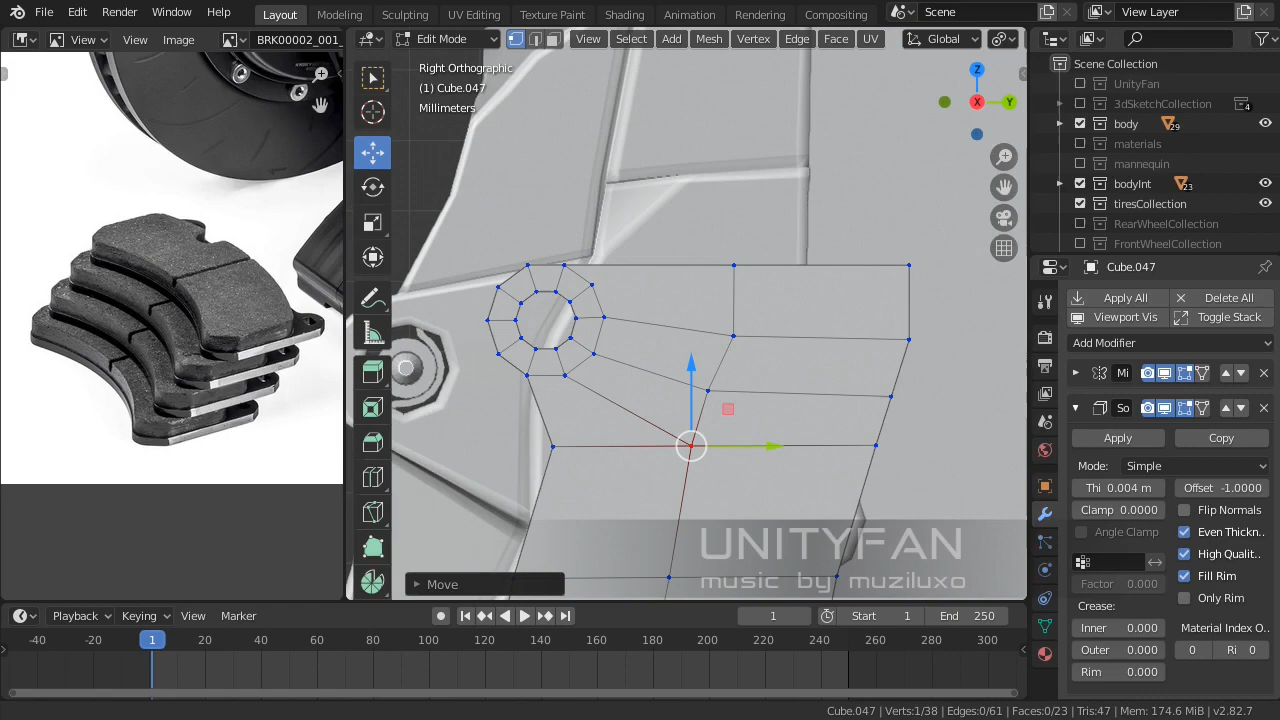 File Edit Render Window Help
Layout Modeling Sculpting UV Editing Texture Paint Shading Animation Rendering Compositing
Scene
View Layer
View View Image BRK00002_001_
Edit Mode View Select Add Mesh Vertex Edge Face UV Global
Right Orthographic
(1) Cube.047
Millimeters
Z
X
Y
Scene Collection
UnityFan
3dSketchCollection 4
body 29
materials
mannequin
bodyInt 23
tiresCollection
RearWheelCollection
FrontWheelCollection
Cube.047
Apply All Delete All
Viewport Vis Toggle Stack
Add Modifier
Mi
So
Apply Copy
Mode: Simple
Thi 0.004 m Offset -1.0000
Clamp 0.0000 Flip Normals
Angle Clamp Even Thickn..
High Qualit..
Factor 0.000 Fill Rim
Only Rim
Crease:
Inner 0.000 Material Index O..
Outer 0.000 0 Ri 0
Rim 0.000
UNITYFAN
music by muziluxo
Move
Playback Keying View Marker 1 Start 1 End 250
-40 -20 1 20 40 60 80 100 120 140 160 180 200 220 240 260 280 300
Cube.047 | Verts:1/38 | Edges:0/61 | Faces:0/23 | Tris:47 | Mem: 174.6 MiB | v2.82.7